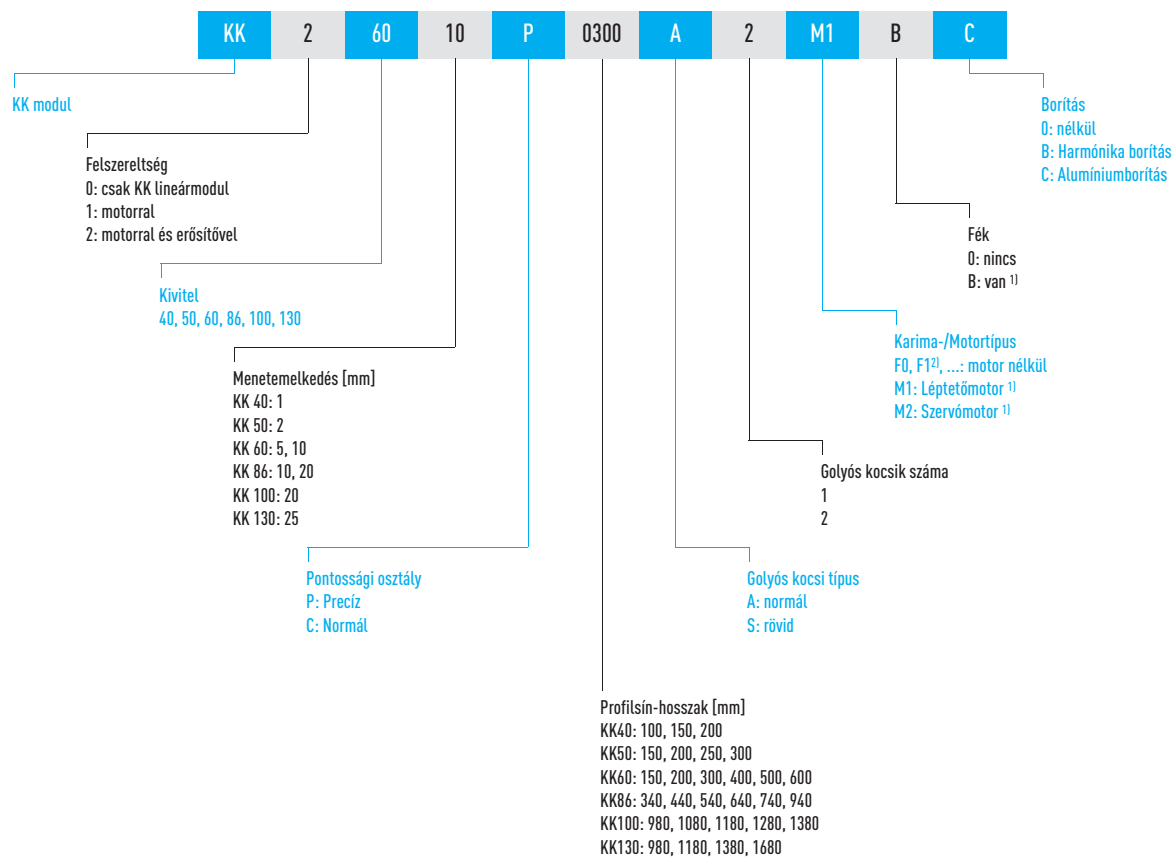 KK 2 60 10 P 0300 A 2 M1 B C
KK modul
Felszereltség
0: csak KK lineármodul
1: motorral
2: motorral és erősítővel
Kivitel
40, 50, 60, 86, 100, 130
Menetemelkedés [mm]
KK 40: 1
KK 50: 2
KK 60: 5, 10
KK 86: 10, 20
KK 100: 20
KK 130: 25
Pontossági osztály
P: Precíz
C: Normál
Profilsín-hosszak [mm]
KK40: 100, 150, 200
KK50: 150, 200, 250, 300
KK60: 150, 200, 300, 400, 500, 600
KK86: 340, 440, 540, 640, 740, 940
KK100: 980, 1080, 1180, 1280, 1380
KK130: 980, 1180, 1380, 1680
Golyós kocsi típus
A: normál
S: rövid
Golyós kocsik száma
1
2
Karima-/Motortípus
F0, F1²⁾, ...: motor nélkül
M1: Léptetőmotor ¹⁾
M2: Szervómotor ¹⁾
Fék
0: nincs
B: van ¹⁾
Borítás
0: nélkül
B: Harmónika borítás
C: Alumíniumborítás